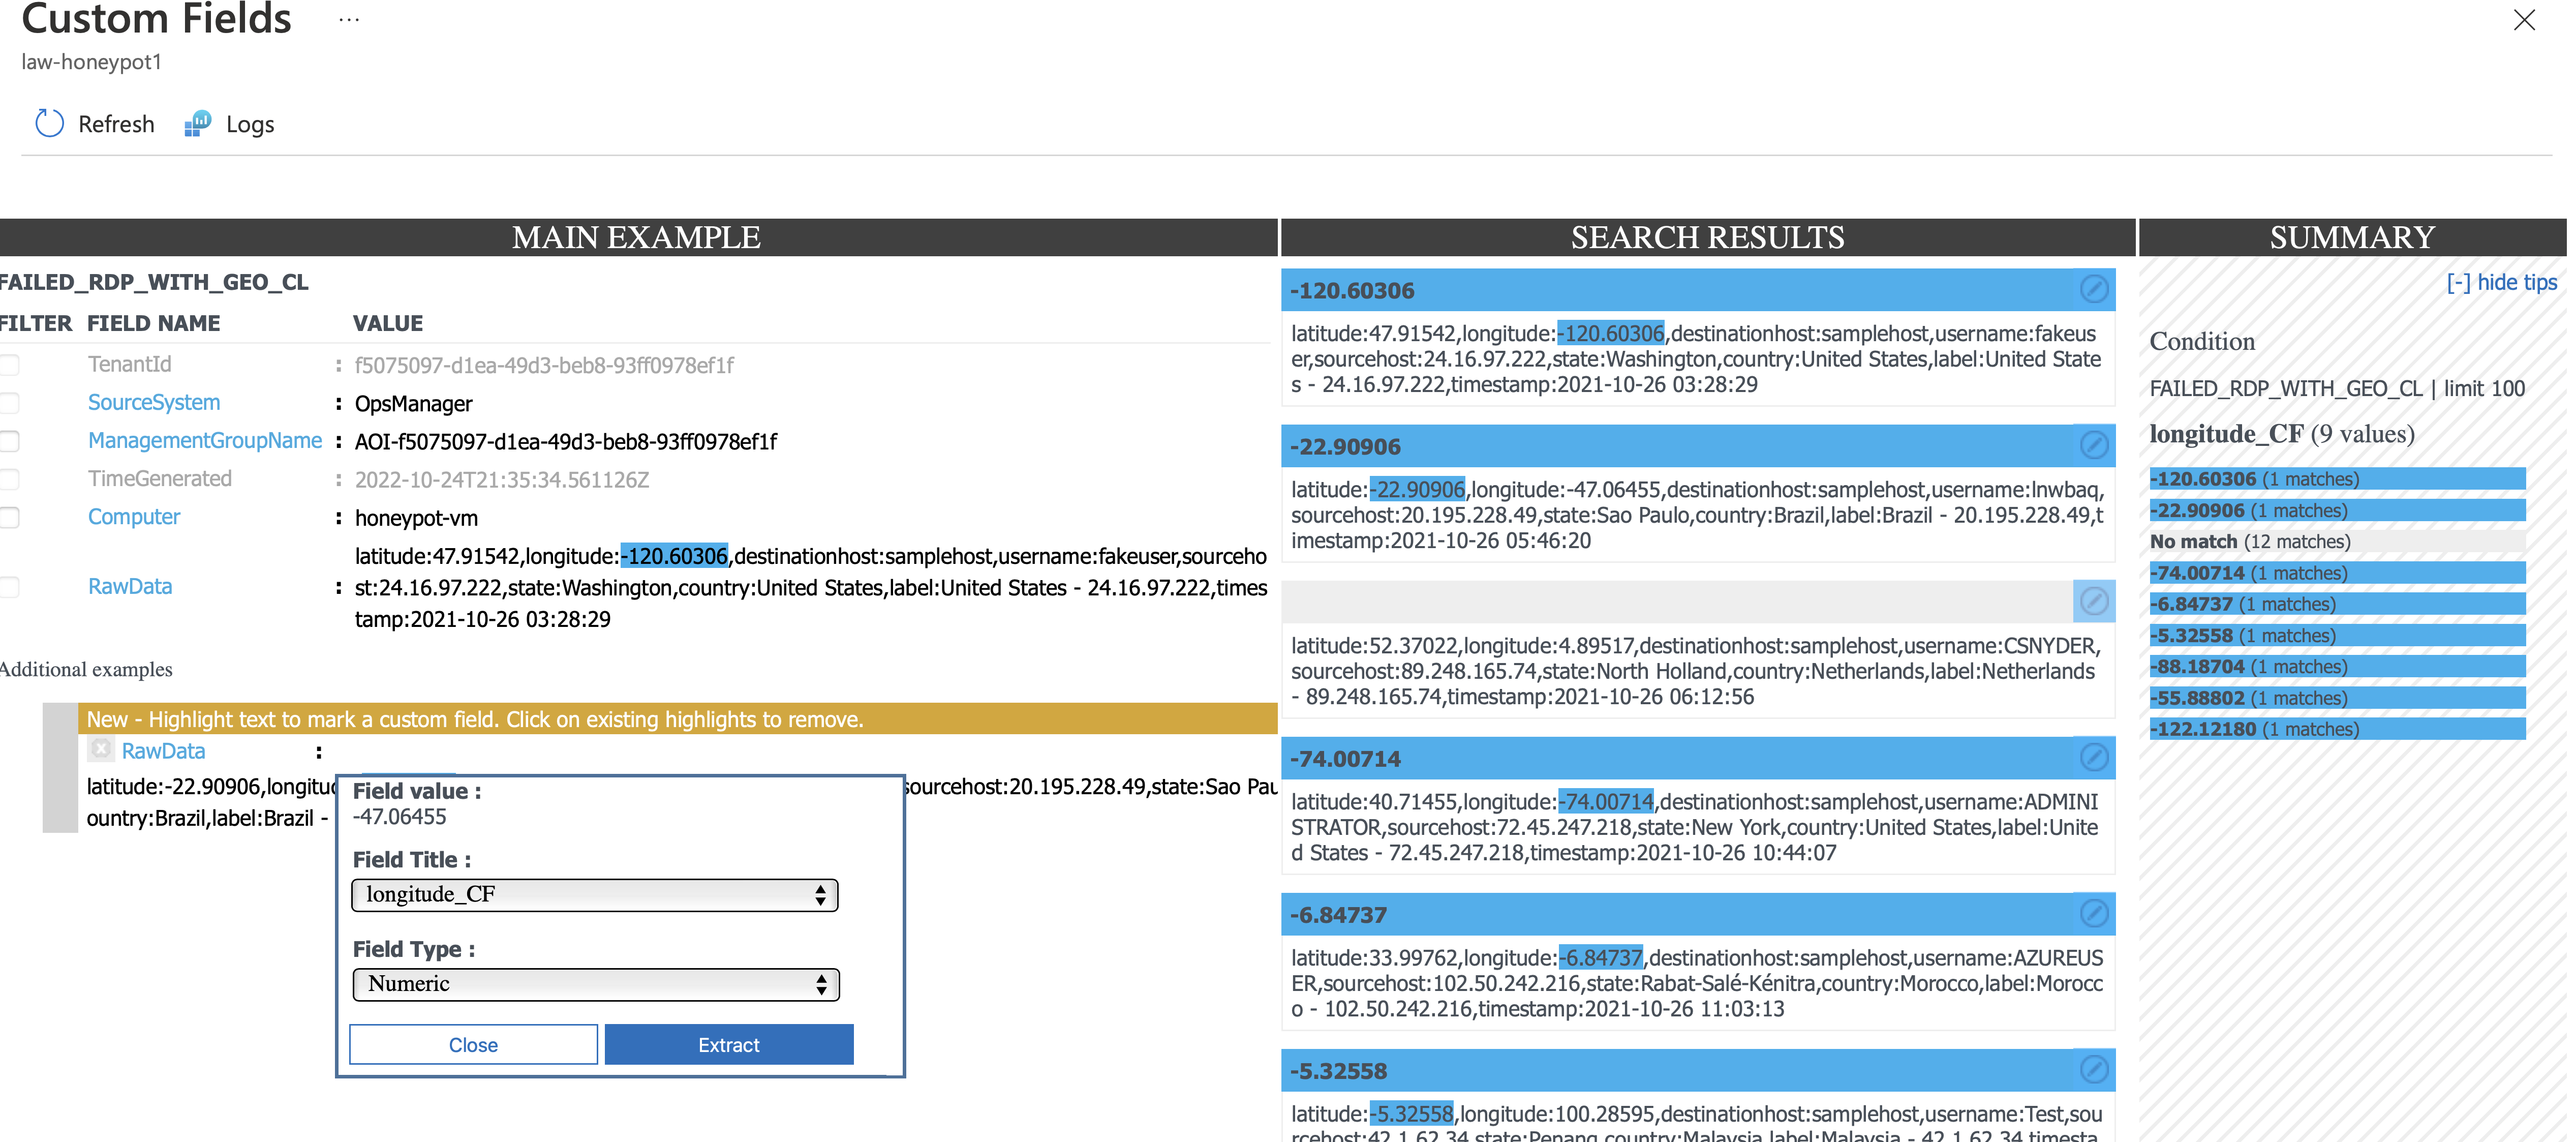 Custom Fields ...
law-honeypot1
Refresh Logs
MAIN EXAMPLE
FAILED_RDP_WITH_GEO_CL
FILTER FIELD NAME VALUE
TenantId : f5075097-d1ea-49d3-beb8-93ff0978ef1f
SourceSystem : OpsManager
ManagementGroupName : AOI-f5075097-d1ea-49d3-beb8-93ff0978ef1f
TimeGenerated : 2022-10-24T21:35:34.561126Z
Computer : honeypot-vm
latitude:47.91542,longitude:-120.60306,destinationhost:samplehost,username:fakeuser,sourceho
RawData : st:24.16.97.222,state:Washington,country:United States,label:United States - 24.16.97.222,times
tamp:2021-10-26 03:28:29
Additional examples
New - Highlight text to mark a custom field. Click on existing highlights to remove.
RawData :
latitude:-22.90906,longitu sourcehost:20.195.228.49,state:Sao Pau
ountry:Brazil,label:Brazil -
Field value :
-47.06455
Field Title :
longitude_CF
Field Type :
Numeric
Close Extract
SEARCH RESULTS
-120.60306
latitude:47.91542,longitude:-120.60306,destinationhost:samplehost,username:fakeus
er,sourcehost:24.16.97.222,state:Washington,country:United States,label:United State
s - 24.16.97.222,timestamp:2021-10-26 03:28:29
-22.90906
latitude:-22.90906,longitude:-47.06455,destinationhost:samplehost,username:lnwbaq,
sourcehost:20.195.228.49,state:Sao Paulo,country:Brazil,label:Brazil - 20.195.228.49,t
imestamp:2021-10-26 05:46:20
latitude:52.37022,longitude:4.89517,destinationhost:samplehost,username:CSNYDER,
sourcehost:89.248.165.74,state:North Holland,country:Netherlands,label:Netherlands
- 89.248.165.74,timestamp:2021-10-26 06:12:56
-74.00714
latitude:40.71455,longitude:-74.00714,destinationhost:samplehost,username:ADMINI
STRATOR,sourcehost:72.45.247.218,state:New York,country:United States,label:Unite
d States - 72.45.247.218,timestamp:2021-10-26 10:44:07
-6.84737
latitude:33.99762,longitude:-6.84737,destinationhost:samplehost,username:AZUREUS
ER,sourcehost:102.50.242.216,state:Rabat-Salé-Kénitra,country:Morocco,label:Morocc
o - 102.50.242.216,timestamp:2021-10-26 11:03:13
-5.32558
latitude:-5.32558,longitude:100.28595,destinationhost:samplehost,username:Test,sou
rcehost:42.1.62.34,state:Penang,country:Malaysia,label:Malaysia - 42.1.62.34,timesta
SUMMARY
[-] hide tips
Condition
FAILED_RDP_WITH_GEO_CL | limit 100
longitude_CF (9 values)
-120.60306 (1 matches)
-22.90906 (1 matches)
No match (12 matches)
-74.00714 (1 matches)
-6.84737 (1 matches)
-5.32558 (1 matches)
-88.18704 (1 matches)
-55.88802 (1 matches)
-122.12180 (1 matches)